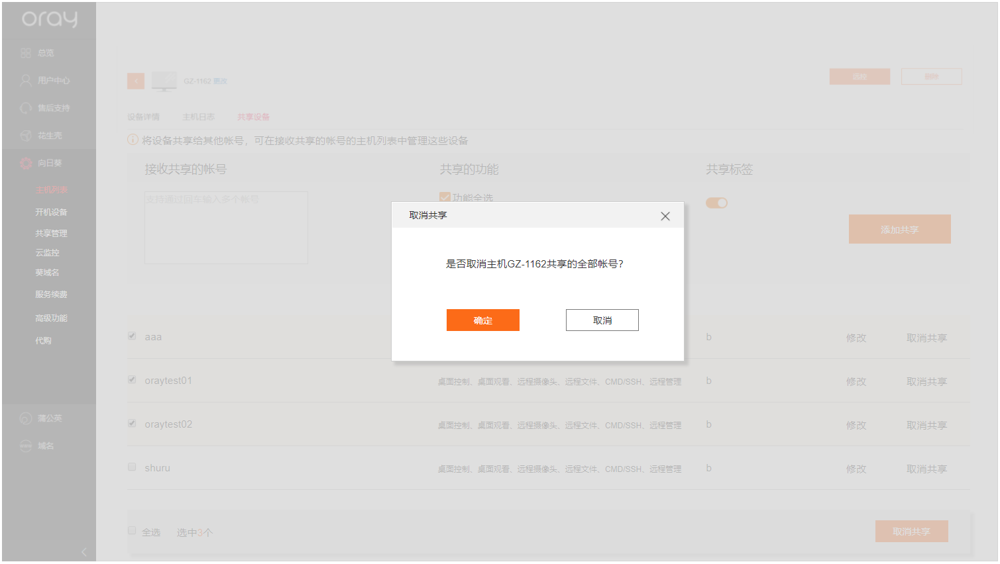 oray
总览
用户中心
售后支持
花生壳
向日葵
主机列表
开机设备
共享管理
云监控
葵域名
服务续费
高级功能
代购
蒲公英
域名
GZ-1162 更改
远控
删除
设备详情 主机日志 共享设备
将设备共享给其他帐号，可在接收共享的帐号的主机列表中管理这些设备
接收共享的帐号 共享的功能 共享标签
支持通过回车输入多个帐号
功能全选
添加共享
取消共享
是否取消主机GZ-1162共享的全部帐号?
确定 取消
aaa b 修改 取消共享
oraytest01 桌面控制、桌面观看、远程摄像头、远程文件、CMD/SSH、远程管理 b 修改 取消共享
oraytest02 桌面控制、桌面观看、远程摄像头、远程文件、CMD/SSH、远程管理 b 修改 取消共享
shuru 桌面控制、桌面观看、远程摄像头、远程文件、CMD/SSH、远程管理 b 修改 取消共享
全选 选中3个 取消共享